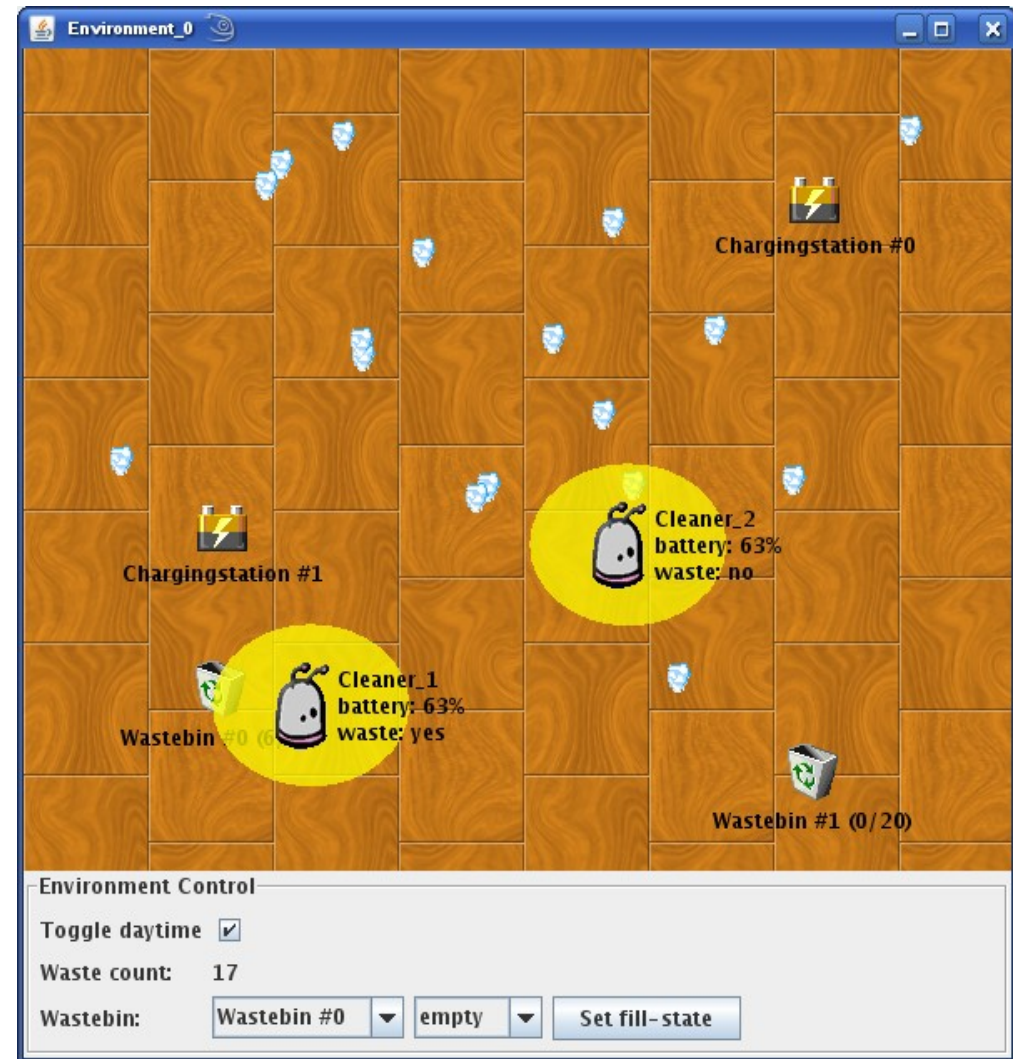 Environment_0
Chargingstation #0
Cleaner_2
battery: 63%
waste: no
Chargingstation #1
Cleaner_1
battery: 63%
waste: yes
Wastebin #0 (6
Wastebin #1 (0/20)
Environment Control
Toggle daytime
Waste count: 17
Wastebin: Wastebin #0 empty Set fill-state